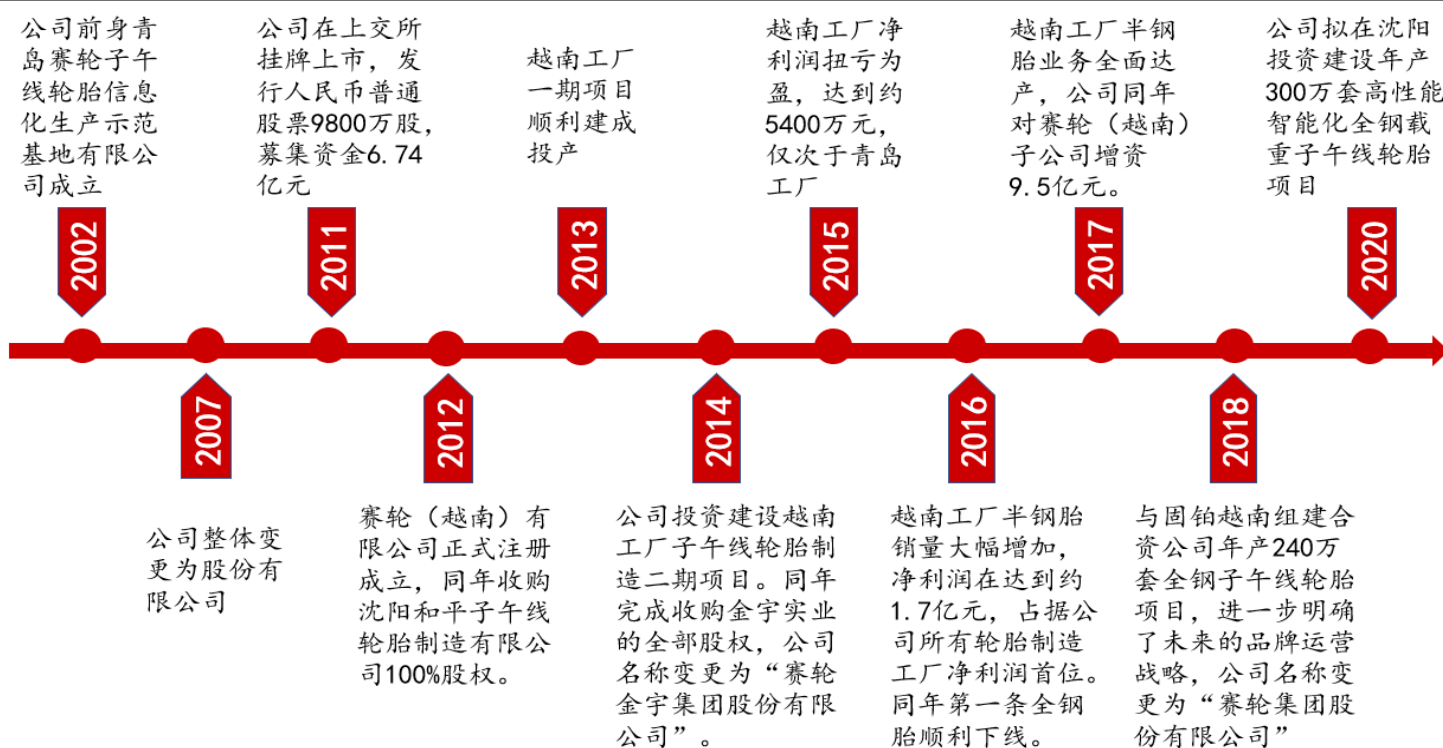 公司前身青
岛赛轮子午
线轮胎信息
化生产示范
基地有限公
司成立
2002
公司整体变
更为股份有
限公司
2007
公司在上交所
挂牌上市，发
行人民币普通
股票9800万股，
募集资金6.74
亿元
2011
2012
赛轮（越南）有
限公司正式注册
成立，同年收购
沈阳和平子午线
轮胎制造有限公
司100%股权。
越南工厂
一期项目
顺利建成
投产
2013
2014
公司投资建设越南
工厂子午线轮胎制
造二期项目。同年
完成收购金宇实业
的全部股权，公司
名称变更为“赛轮
金宇集团股份有限
公司”。
越南工厂净
利润扭亏为
盈，达到约
5400万元，
仅次于青岛
工厂
2015
2016
越南工厂半钢胎
销量大幅增加，
净利润在达到约
1.7亿元，占据公
司所有轮胎制造
工厂净利润首位。
同年第一条全钢
胎顺利下线。
越南工厂半钢
胎业务全面达
产，公司同年
对赛轮（越南）
子公司增资
9.5亿元。
2017
2018
与固铂越南组建合
资公司年产240万
套全钢子午线轮胎
项目，进一步明确
了未来的品牌运营
战略，公司名称变
更为“赛轮集团股
份有限公司”
公司拟在沈阳
投资建设年产
300万套高性能
智能化全钢载
重子午线轮胎
项目
2020